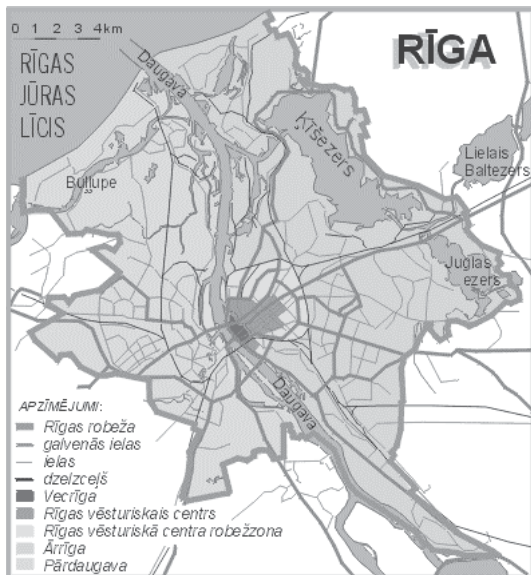 0 1 2 3 4km
RĪGA
RĪGAS
JŪRAS
LĪCIS
Daugava
Ķīšezers
Lielais
Baltezers
Buļļupe
Juglas
ezers
Daugava
APZĪMĒJUMI:
Rīgas robeža
galvenās ielas
ielas
dzelzceļš
Vecrīga
Rīgas vēsturiskais centrs
Rīgas vēsturiskā centra robežzona
Ārrīga
Pārdaugava